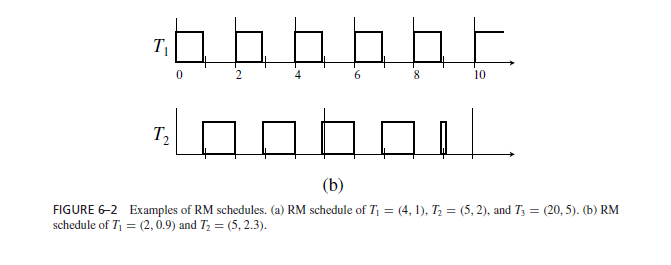 T₁
0 2 4 6 8 10
T₂
(b)
FIGURE 6–2 Examples of RM schedules. (a) RM schedule of T₁ = (4, 1), T₂ = (5, 2), and T₃ = (20, 5). (b) RM
schedule of T₁ = (2, 0.9) and T₂ = (5, 2.3).